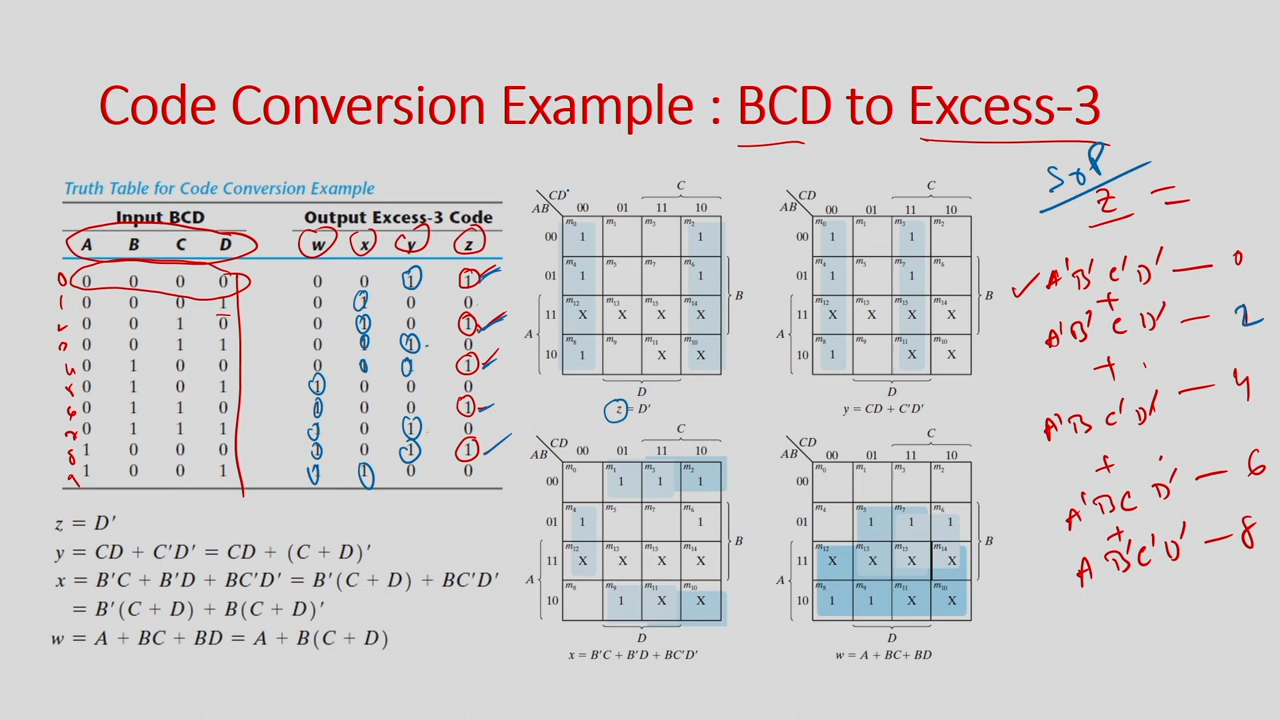 Code Conversion Example : BCD to Excess-3
Truth Table for Code Conversion Example
Input BCD Output Excess-3 Code
A B C D w x y z
0 0 0 0 0 0 0 1 1
1 0 0 0 1 0 1 0 0
2 0 0 1 0 0 1 0 1
3 0 0 1 1 0 1 1 0
4 0 1 0 0 0 1 1 1
5 0 1 0 1 1 0 0 0
6 0 1 1 0 1 0 0 1
7 0 1 1 1 1 0 1 0
8 1 0 0 0 1 0 1 1
9 1 0 0 1 1 1 0 0
z = D′
y = CD + C′D′ = CD + (C + D)′
x = B′C + B′D + BC′D′ = B′(C + D) + BC′D′
= B′(C + D) + B(C + D)′
w = A + BC + BD = A + B(C + D)
C
CD
AB 00 01 11 10
00 m0 1 m1 m3 m2 1
01 m4 1 m5 m7 m6 1
B
11 m12 X m13 X m15 X m14 X
A
10 m8 1 m9 m11 X m10 X
D
z = D′
C
CD
AB 00 01 11 10
00 m0 1 m1 m3 1 m2
01 m4 1 m5 m7 1 m6
B
11 m12 X m13 X m15 X m14 X
A
10 m8 1 m9 m11 X m10 X
D
y = CD + C′D′
C
CD
AB 00 01 11 10
00 m0 m1 1 m3 1 m2 1
01 m4 1 m5 m7 m6 1
B
11 m12 X m13 X m15 X m14 X
A
10 m8 m9 1 m11 X m10 X
D
x = B′C + B′D + BC′D′
C
CD
AB 00 01 11 10
00 m0 m1 m3 m2
01 m4 m5 1 m7 1 m6 1
B
11 m12 X m13 X m15 X m14 X
A
10 m8 1 m9 1 m11 X m10 X
D
w = A + BC+ BD
SOP
z =
A′B′C′D′ — 0
+
A′B′CD′ — 2
+
A′BC′D′ — 4
+
A′BCD′ — 6
+
AB′C′D′ — 8